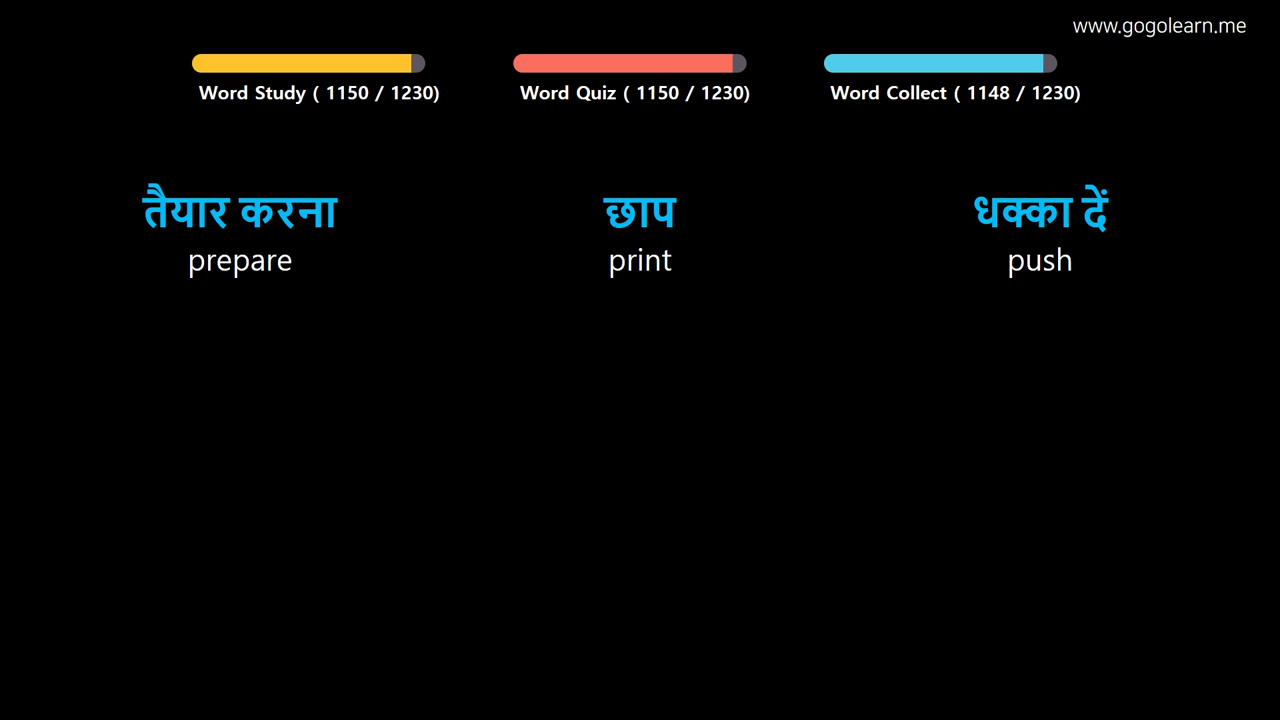 www.gogolearn.me
Word Study ( 1150 / 1230)
Word Quiz ( 1150 / 1230)
Word Collect ( 1148 / 1230)
तैयार करना
छाप
धक्का दें
prepare
print
push